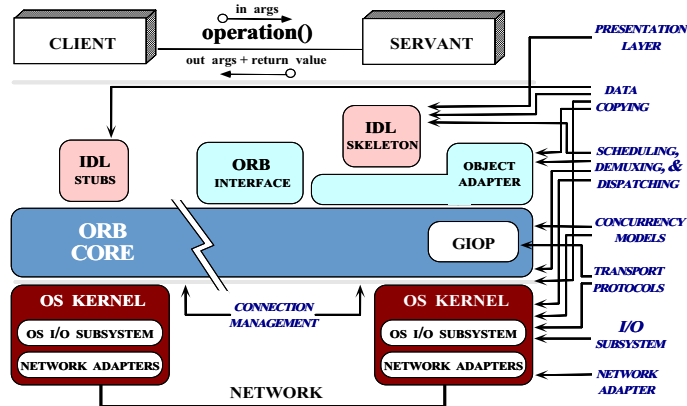 in args
CLIENT
operation()
SERVANT
out args + return value
PRESENTATION
LAYER
DATA
COPYING
IDL
STUBS
ORB
INTERFACE
IDL
SKELETON
OBJECT
ADAPTER
SCHEDULING,
DEMUXING, &
DISPATCHING
ORB
CORE
GIOP
CONCURRENCY
MODELS
TRANSPORT
PROTOCOLS
OS KERNEL
OS I/O SUBSYSTEM
NETWORK ADAPTERS
CONNECTION
MANAGEMENT
OS KERNEL
OS I/O SUBSYSTEM
NETWORK ADAPTERS
I/O
SUBSYSTEM
NETWORK
ADAPTER
NETWORK